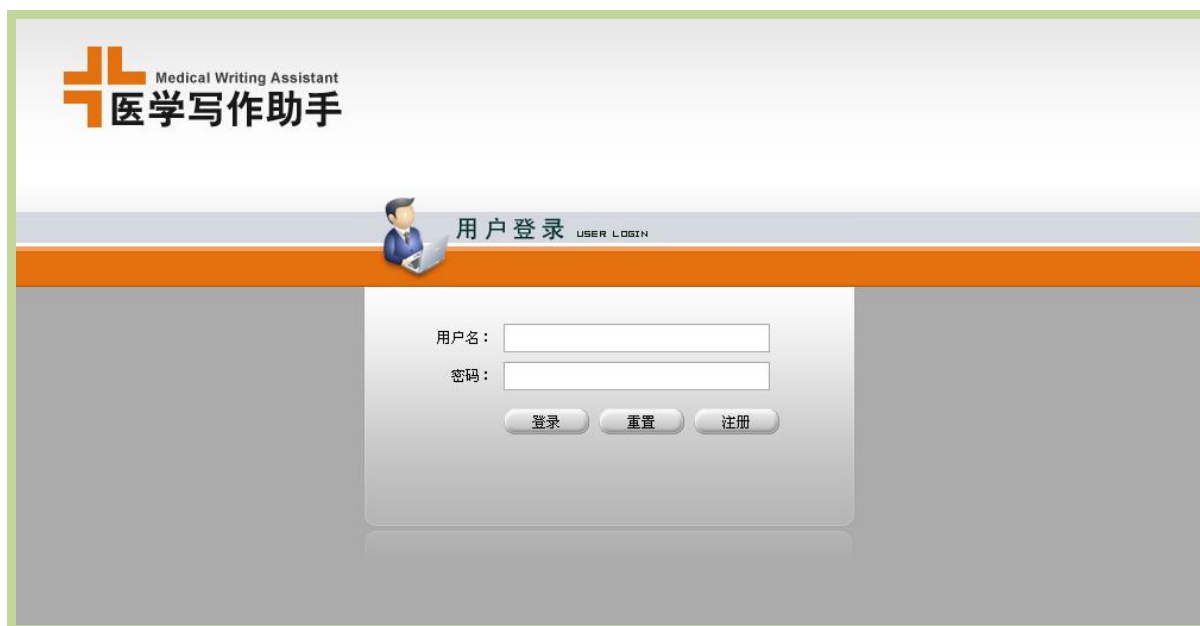 Medical Writing Assistant
医学写作助手
用户登录 USER LOGIN
用户名：
密码：
登录 重置 注册